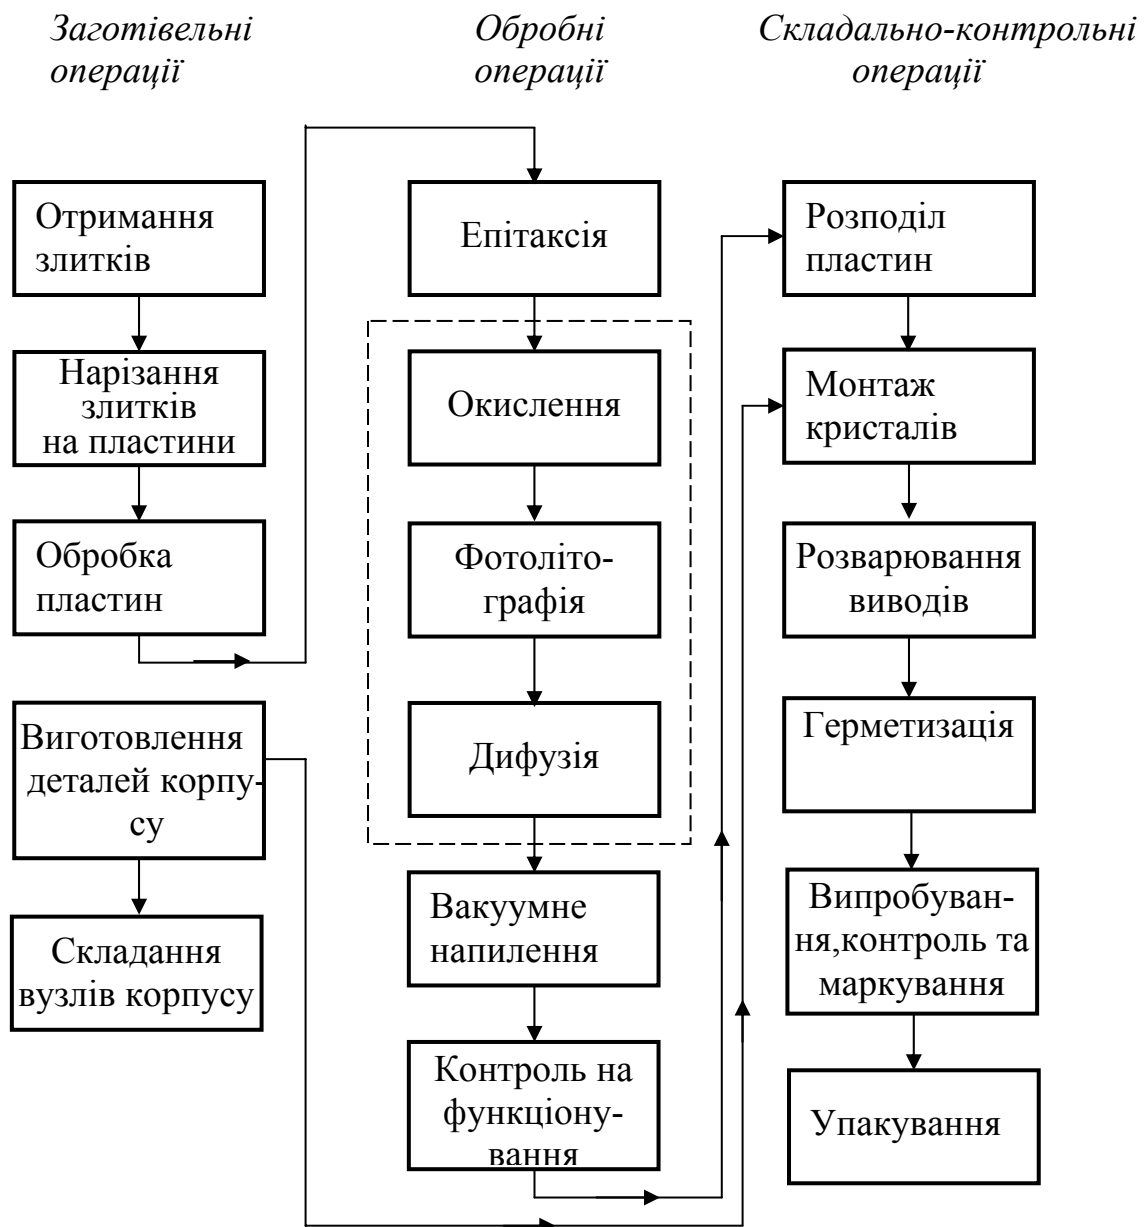 Заготівельні
операції
Обробні
операції
Складально-контрольні
операції
Отримання
злитків
Нарізання
злитків
на пластини
Обробка
пластин
Виготовлення
деталей корпу-
су
Складання
вузлів корпусу
Епітаксія
Окислення
Фотоліто-
графія
Дифузія
Вакуумне
напилення
Контроль на
функціону-
вання
Розподіл
пластин
Монтаж
кристалів
Розварювання
виводів
Герметизація
Випробуван-
ня,контроль та
маркування
Упакування